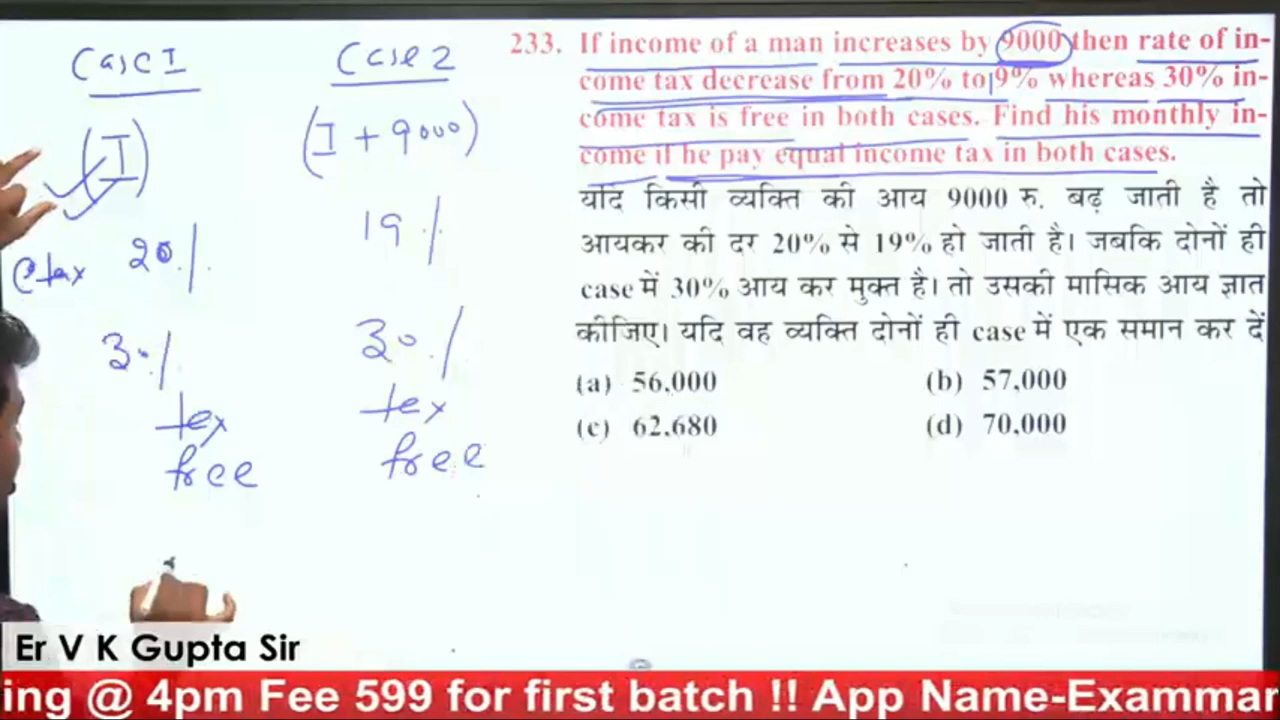 Case I
Case 2
(I)
(I + 9000)
@ tax 20%
19%
30%
30%
tex
tex
free
free
233. If income of a man increases by 9000 then rate of in-
come tax decrease from 20% to 19% whereas 30% in-
come tax is free in both cases. Find his monthly in-
come if he pay equal income tax in both cases.
यदि किसी व्यक्ति की आय 9000 रु. बढ़ जाती है तो
आयकर की दर 20% से 19% हो जाती है। जबकि दोनों ही
case में 30% आय कर मुक्त है। तो उसकी मासिक आय ज्ञात
कीजिए। यदि वह व्यक्ति दोनों ही case में एक समान कर दें
(a) 56,000 (b) 57,000
(c) 62,680 (d) 70,000
Er V K Gupta Sir
ing @ 4pm Fee 599 for first batch !! App Name-Exammar